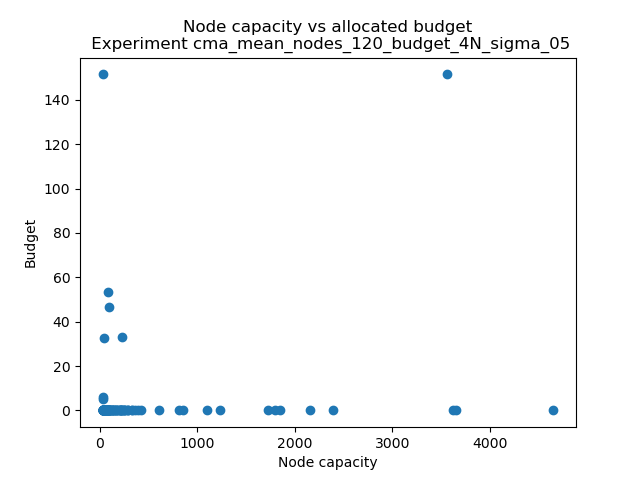 Node capacity vs allocated budget
Experiment cma_mean_nodes_120_budget_4N_sigma_05
140
120
100
80
60
40
20
0
Budget
0 1000 2000 3000 4000
Node capacity